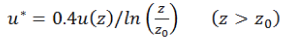 u* = 0.4u(z)/ln(z/z₀)   (z > z₀)